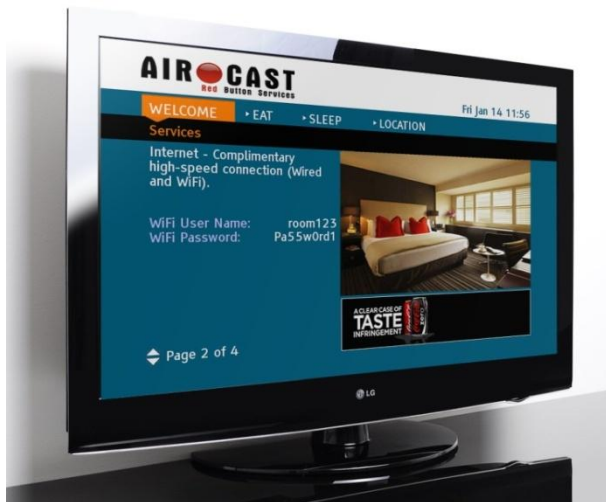 AIR CAST
Red Button Services
WELCOME ‣ EAT ‣ SLEEP ‣ LOCATION Fri Jan 14 11:56
Services
Internet - Complimentary
high-speed connection (Wired
and WiFi).
WiFi User Name: room123
WiFi Password: Pa55w0rd1
A CLEAR CASE OF
TASTE
INFRINGEMENT
Page 2 of 4
LG